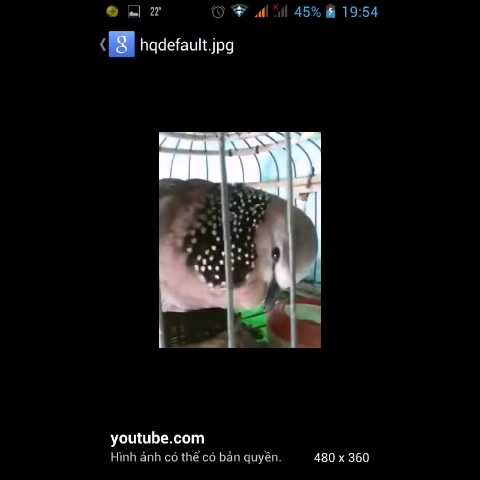 22° 45% 19:54
hqdefault.jpg
youtube.com
Hình ảnh có thể có bản quyền. 480 x 360